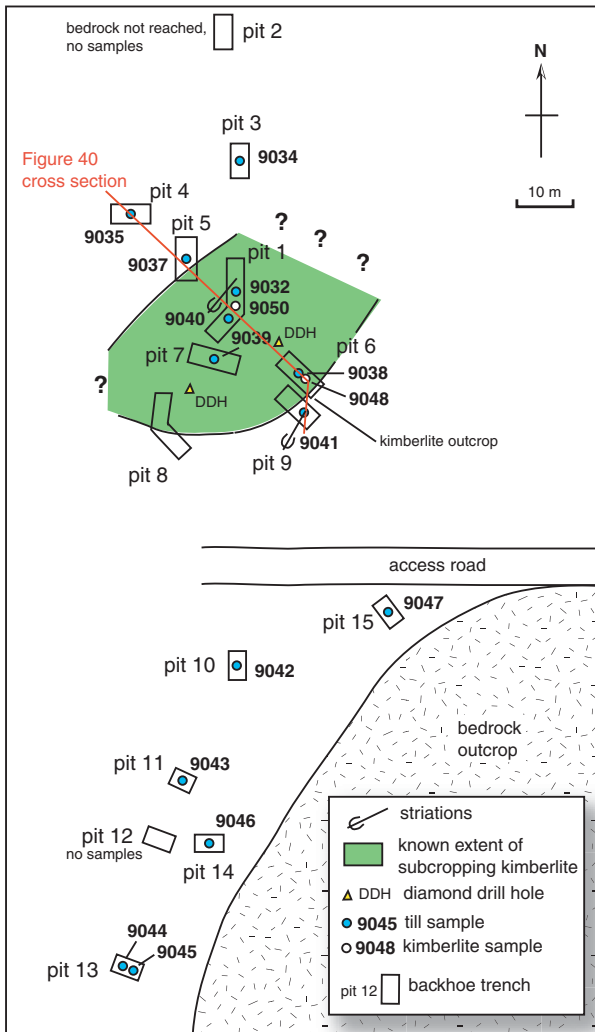 bedrock not reached,
no samples
pit 2
N
10 m
pit 3
9034
Figure 40
cross section
pit 4
9035
pit 5
9037
?
?
?
pit 1
9032
9050
9040
9039
DDH
pit 6
pit 7
9038
9048
?
DDH
kimberlite outcrop
9041
pit 9
pit 8
access road
9047
pit 15
pit 10
9042
bedrock
outcrop
pit 11
9043
9046
pit 12
no samples
pit 14
9044
9045
pit 13
striations
known extent of
subcropping kimberlite
DDH diamond drill hole
9045 till sample
9048 kimberlite sample
pit 12 backhoe trench